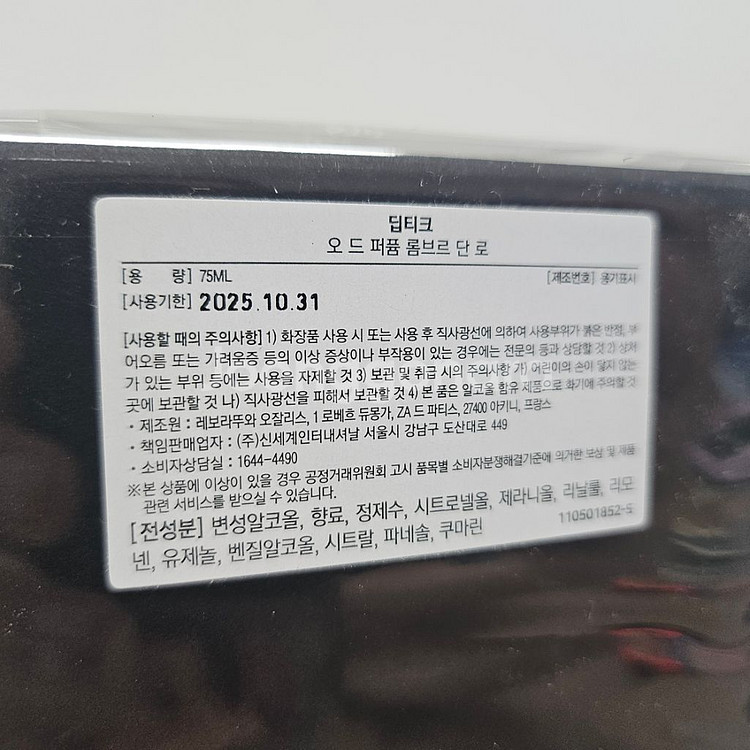 딥티크
오 드 퍼퓸 롬브르 단 로
[용 량] 75ML [제조번호] 용기표시
[사용기한] 2025.10.31
[사용할 때의 주의사항] 1) 화장품 사용 시 또는 사용 후 직사광선에 의하여 사용부위가 붉은 반점, 부
어오름 또는 가려움증 등의 이상 증상이나 부작용이 있는 경우에는 전문의 등과 상담할 것 2) 상처
가 있는 부위 등에는 사용을 자제할 것 3) 보관 및 취급 시의 주의사항 가) 어린이의 손이 닿지 않는
곳에 보관할 것 나) 직사광선을 피해서 보관할 것 4) 본 품은 알코올 함유 제품으로 화기에 주의할 것
• 제조원 : 레보라뚜와 오잘리스, 1 로베흐 듀몽가, ZA 드 파티스, 27400 아키니, 프랑스
• 책임판매업자 : (주)신세계인터내셔날 서울시 강남구 도산대로 449
• 소비자상담실 : 1644-4490
※본 상품에 이상이 있을 경우 공정거래위원회 고시 품목별 소비자분쟁해결기준에 의거한 보상 및 제품
관련 서비스를 받으실 수 있습니다.
[전성분] 변성알코올, 향료, 정제수, 시트로넬올, 제라니올, 리날룰, 리모
넨, 유제놀, 벤질알코올, 시트랄, 파네솔, 쿠마린 110501852-S